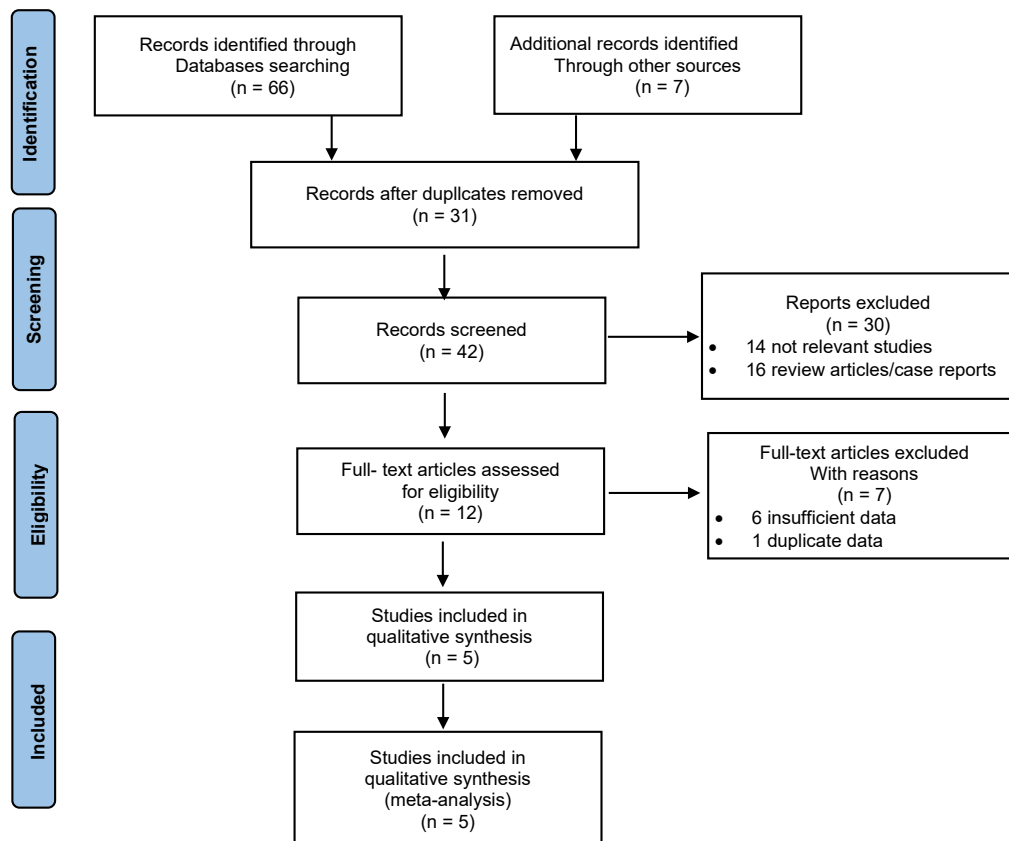 Identification
Records identified through
Databases searching
(n = 66)
Additional records identified
Through other sources
(n = 7)
Records after dupllcates removed
(n = 31)
Screening
Records screened
(n = 42)
Reports excluded
(n = 30)
• 14 not relevant studies
• 16 review articles/case reports
Eligibility
Full- text articles assessed
for eligibility
(n = 12)
Full-text articles excluded
With reasons
(n = 7)
• 6 insufficient data
• 1 duplicate data
Included
Studies included in
qualitative synthesis
(n = 5)
Studies included in
qualitative synthesis
(meta-analysis)
(n = 5)